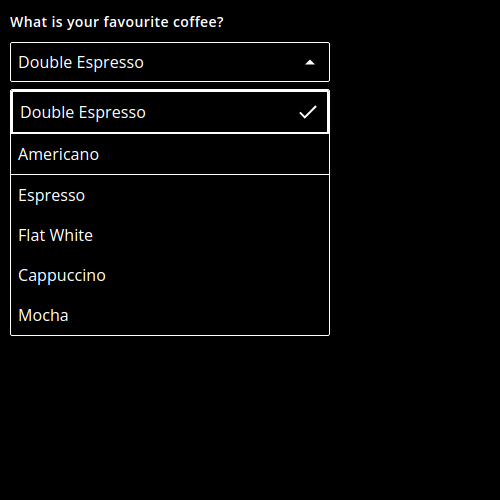 What is your favourite coffee?
Double Espresso
Double Espresso
Americano
Espresso
Flat White
Cappuccino
Mocha